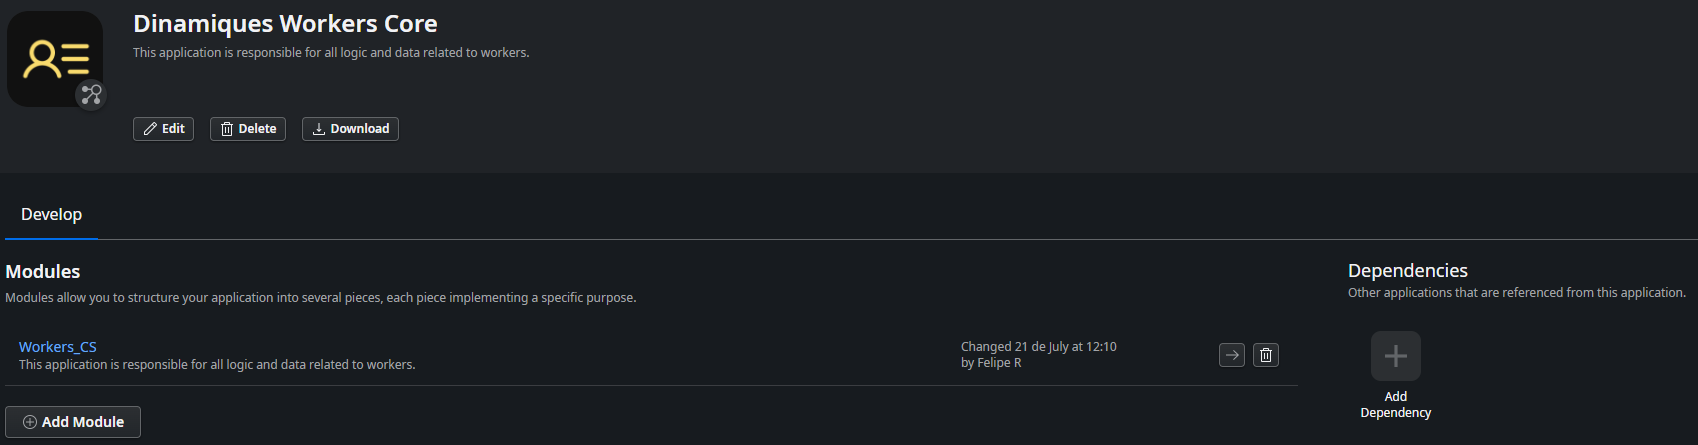 Dinamiques Workers Core
This application is responsible for all logic and data related to workers.
Edit
Delete
Download
Develop
Modules
Modules allow you to structure your application into several pieces, each piece implementing a specific purpose.
Workers_CS
This application is responsible for all logic and data related to workers.
Changed 21 de July at 12:10
by Felipe R
Add Module
Dependencies
Other applications that are referenced from this application.
Add
Dependency